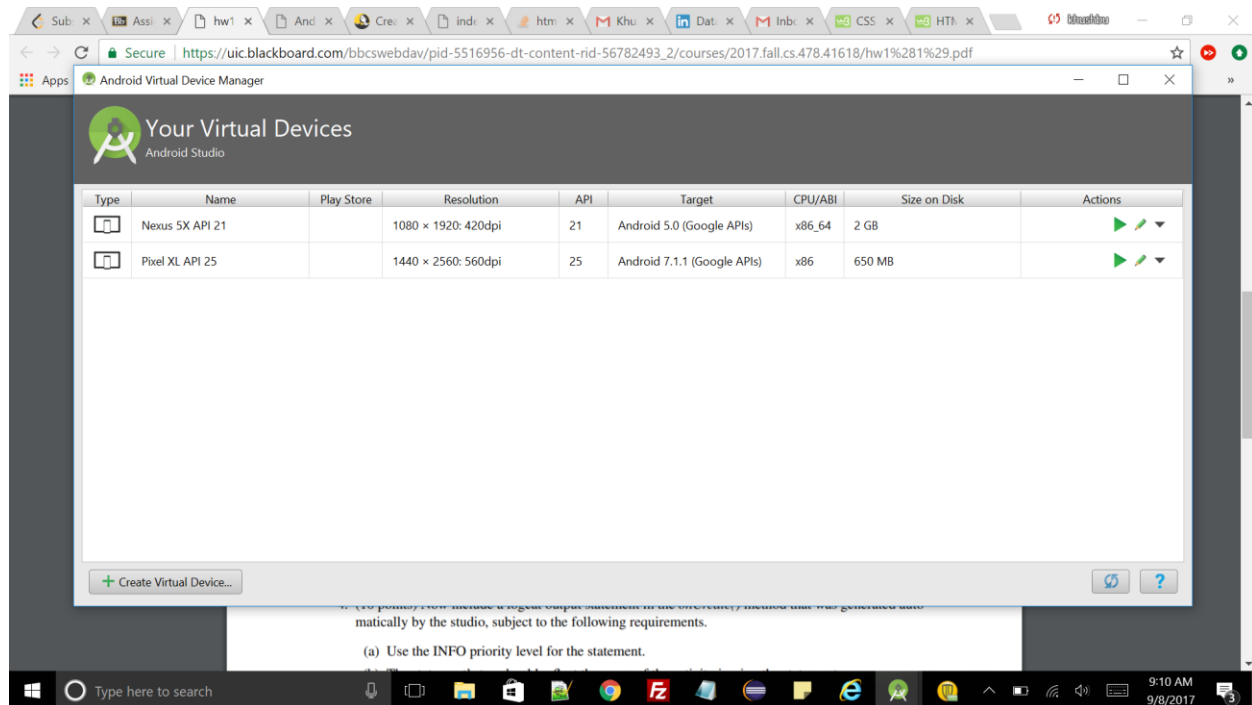 Sub: Assi hw1 And Crea inde htm Khu Data Inbo CSS HTM
Secure https://uic.blackboard.com/bbcswebdav/pid-5516956-dt-content-rid-56782493_2/courses/2017.fall.cs.478.41618/hw1%281%29.pdf
Apps
Android Virtual Device Manager
Your Virtual Devices
Android Studio
Type Name Play Store Resolution API Target CPU/ABI Size on Disk Actions
Nexus 5X API 21 1080 × 1920: 420dpi 21 Android 5.0 (Google APIs) x86_64 2 GB
Pixel XL API 25 1440 × 2560: 560dpi 25 Android 7.1.1 (Google APIs) x86 650 MB
Create Virtual Device...
?
matically by the studio, subject to the following requirements.
(a) Use the INFO priority level for the statement.
Type here to search
9:10 AM
9/8/2017
3